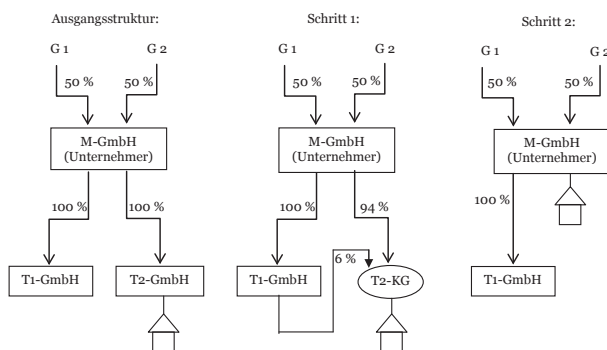 Ausgangsstruktur:
G 1
G 2
50 %
50 %
M-GmbH
(Unternehmer)
100 %
100 %
T1-GmbH
T2-GmbH
Schritt 1:
G 1
G 2
50 %
50 %
M-GmbH
(Unternehmer)
100 %
94 %
6 %
T1-GmbH
T2-KG
Schritt 2:
G 1
G 2
50 %
50 %
M-GmbH
(Unternehmer)
100 %
T1-GmbH